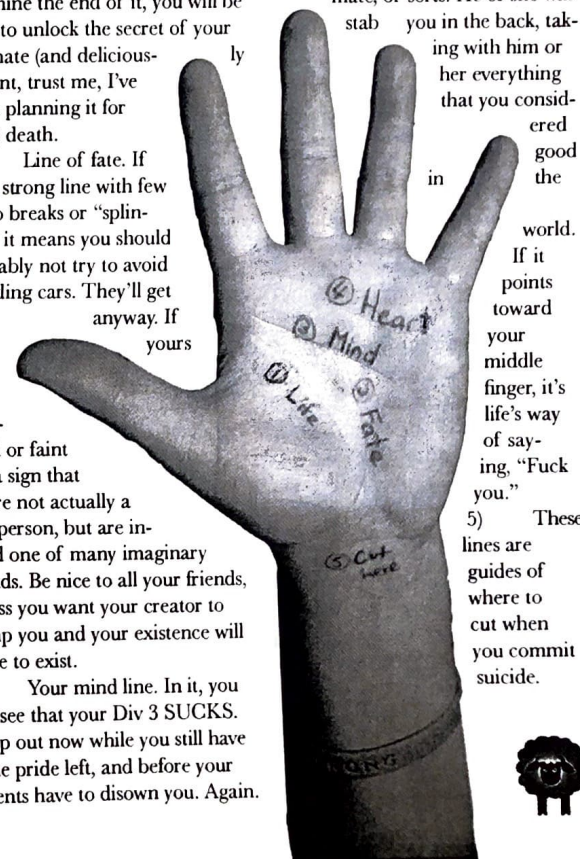 nine the end of it, you will be
to unlock the secret of your
nate (and delicious- ly
nt, trust me, I've
planning it for
death.
Line of fate. If
strong line with few
breaks or "splin-
it means you should
ably not try to avoid
ling cars. They'll get
anyway. If
yours
or faint
sign that
re not actually a
person, but are in-
one of many imaginary
ds. Be nice to all your friends,
ss you want your creator to
p you and your existence will
e to exist.
Your mind line. In it, you
see that your Div 3 SUCKS.
p out now while you still have
e pride left, and before your
ents have to disown you. Again.
④ Heart
Mind
① Life
Fate
⑤ Cut
here
stab you in the back, tak-
ing with him or
her everything
that you consid-
ered
good
in the
world.
If it
points
toward
your
middle
finger, it's
life's way
of say-
ing, "Fuck
you."
5) These
lines are
guides of
where to
cut when
you commit
suicide.